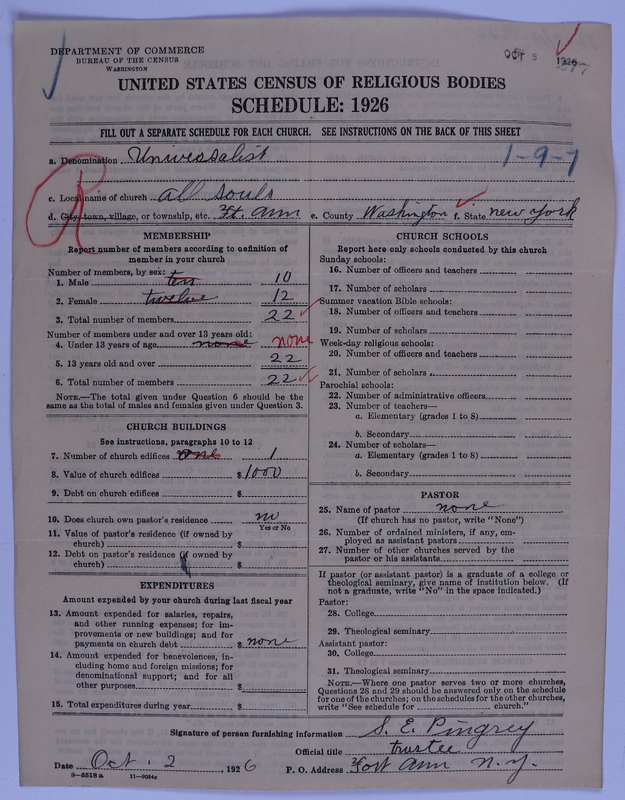 DEPARTMENT OF COMMERCE
BUREAU OF THE CENSUS
WASHINGTON
OCT 5 1926
UNITED STATES CENSUS OF RELIGIOUS BODIES
SCHEDULE: 1926
FILL OUT A SEPARATE SCHEDULE FOR EACH CHURCH. SEE INSTRUCTIONS ON THE BACK OF THIS SHEET
a. Denomination Universalist
1-9-7
R
c. Local name of church all souls
d. City, town, village, or township, etc. Ft. Ann e. County Washington f. State new york
MEMBERSHIP
Report number of members according to definition of
member in your church
Number of members, by sex:
1. Male ten 10
2. Female twelve 12
3. Total number of members 22
Number of members under and over 13 years old:
4. Under 13 years of age none none
5. 13 years old and over 22
6. Total number of members 22
NOTE.—The total given under Question 6 should be
same as the total of males and females given under Question 3.
CHURCH BUILDINGS
See instructions, paragraphs 10 to 12
7. Number of church edifices one 1
8. Value of church edifices $1000
9. Debt on church edifices $
10. Does church own pastor's residence no
Yes or No
11. Value of pastor's residence (if owned by
church) $
12. Debt on pastor's residence (if owned by
church) $
EXPENDITURES
Amount expended by your church during last fiscal year
13. Amount expended for salaries, repairs,
and other running expenses; for im-
provements or new buildings; and for
payments on church debt $ none
14. Amount expended for benevolences, in-
cluding home and foreign missions; for
denominational support; and for all
other purposes $
15. Total expenditures during year $
CHURCH SCHOOLS
Report here only schools conducted by this church
Sunday schools:
16. Number of officers and teachers
17. Number of scholars
Summer vacation Bible schools:
18. Number of officers and teachers
19. Number of scholars
Week-day religious schools:
20. Number of officers and teachers
21. Number of scholars
Parochial schools:
22. Number of administrative officers
23. Number of teachers—
a. Elementary (grades 1 to 8)
b. Secondary
24. Number of scholars—
a. Elementary (grades 1 to 8)
b. Secondary
PASTOR
25. Name of pastor none
(If church has no pastor, write "None")
26. Number of ordained ministers, if any, em-
ployed as assistant pastors
27. Number of other churches served by the
pastor or his assistants
If pastor (or assistant pastor) is a graduate of a college or
theological seminary, give name of institution below. (If
not a graduate, write "No" in the space indicated.)
Pastor:
28. College
29. Theological seminary
Assistant pastor:
30. College
31. Theological seminary
NOTE.—Where one pastor serves two or more churches,
Questions 28 and 29 should be answered only on the schedule
for one of the churches; on the schedules for the other churches,
write "See schedule for church."
Signature of person furnishing information S. E. Pingrey
Official title trustee
Date Oct. 2, 1926 P. O. Address Fort Ann N.Y.
8—5518a 11—9034c